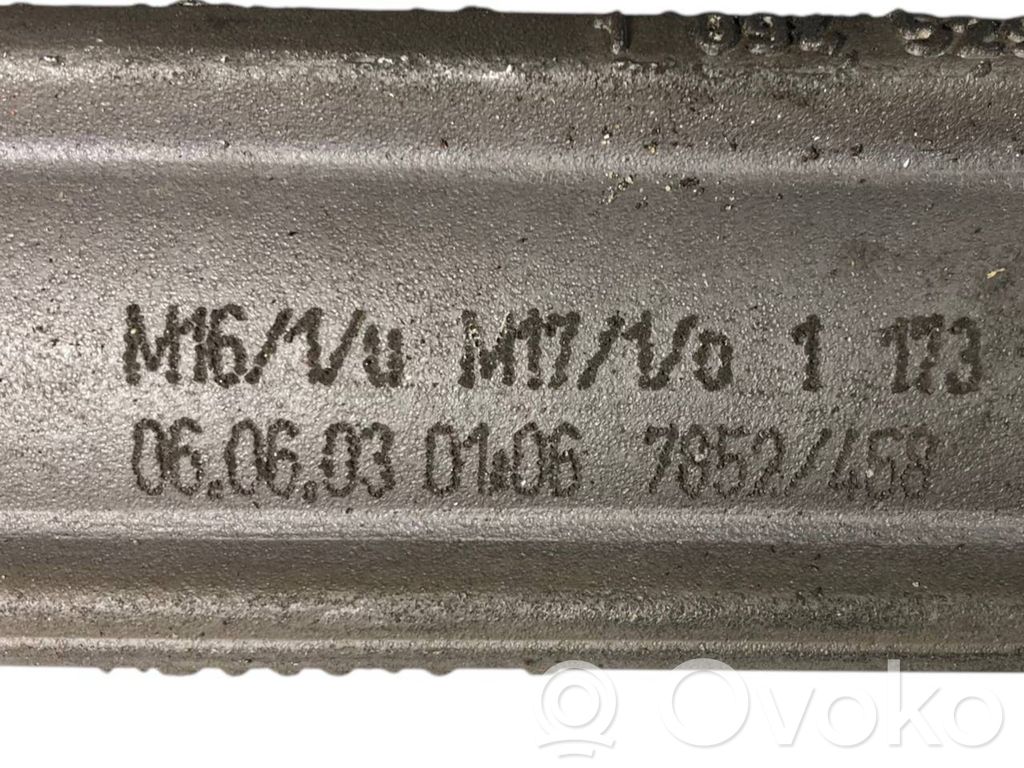 M16/1/u M17/1/o 1 173
06.06.03 01:06 7852/468
Ovoko